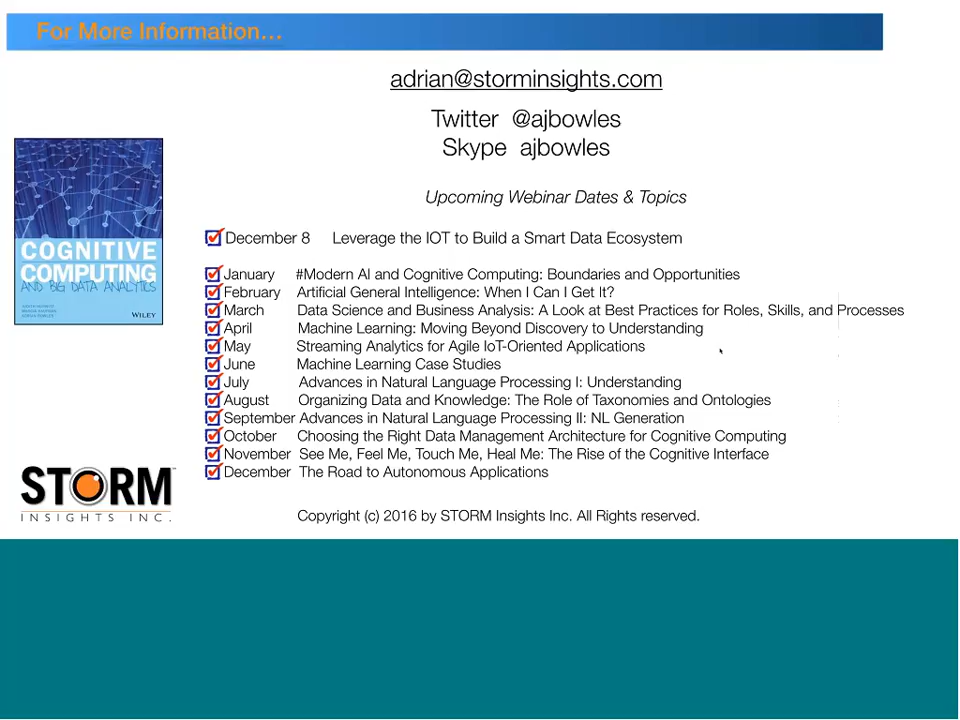 For More Information...
adrian@storminsights.com
Twitter @ajbowles
Skype ajbowles
Upcoming Webinar Dates & Topics
December 8 Leverage the IOT to Build a Smart Data Ecosystem
January #Modern AI and Cognitive Computing: Boundaries and Opportunities
February Artificial General Intelligence: When I Can I Get It?
March Data Science and Business Analysis: A Look at Best Practices for Roles, Skills, and Processes
April Machine Learning: Moving Beyond Discovery to Understanding
May Streaming Analytics for Agile IoT-Oriented Applications
June Machine Learning Case Studies
July Advances in Natural Language Processing I: Understanding
August Organizing Data and Knowledge: The Role of Taxonomies and Ontologies
September Advances in Natural Language Processing II: NL Generation
October Choosing the Right Data Management Architecture for Cognitive Computing
November See Me, Feel Me, Touch Me, Heal Me: The Rise of the Cognitive Interface
December The Road to Autonomous Applications
COGNITIVE
COMPUTING
AND BIG DATA ANALYTICS
WILEY
STORM
INSIGHTS INC.
Copyright (c) 2016 by STORM Insights Inc. All Rights reserved.